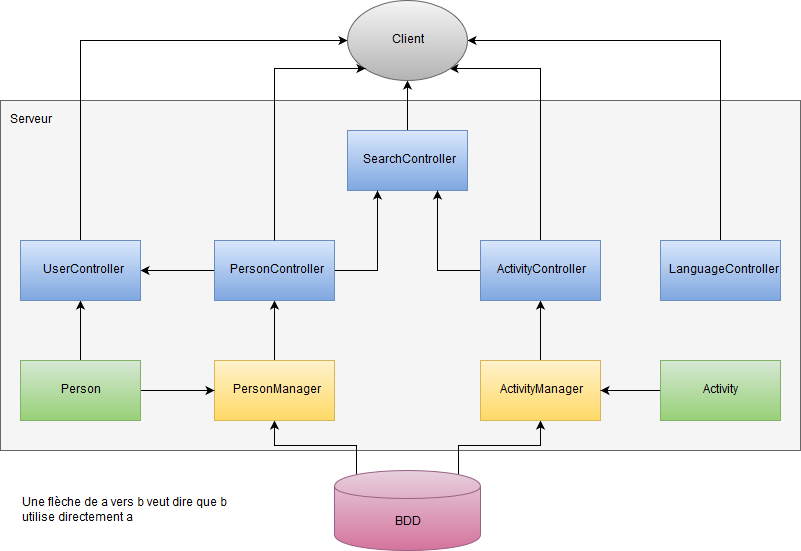 Client
Serveur
SearchController
UserController
PersonController
ActivityController
LanguageController
Person
PersonManager
ActivityManager
Activity
Une flèche de a vers b veut dire que b
utilise directement a
BDD